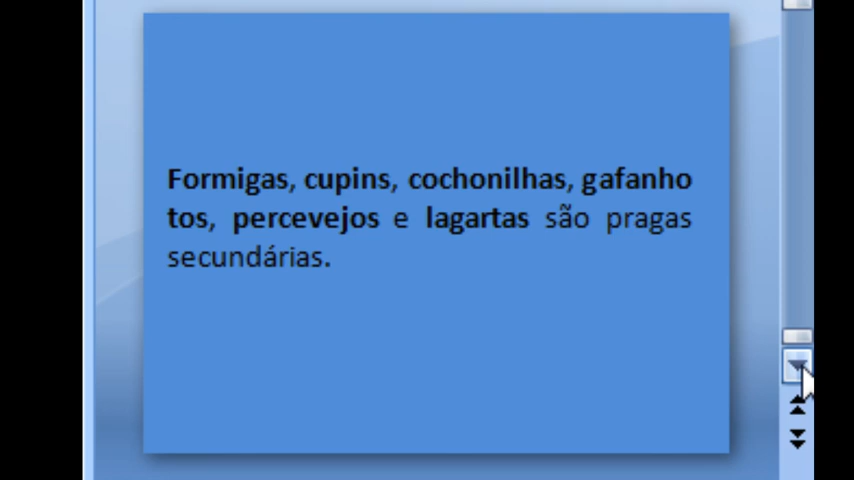 Formigas, cupins, cochonilhas, gafanho
tos, percevejos e lagartas são pragas
secundárias.